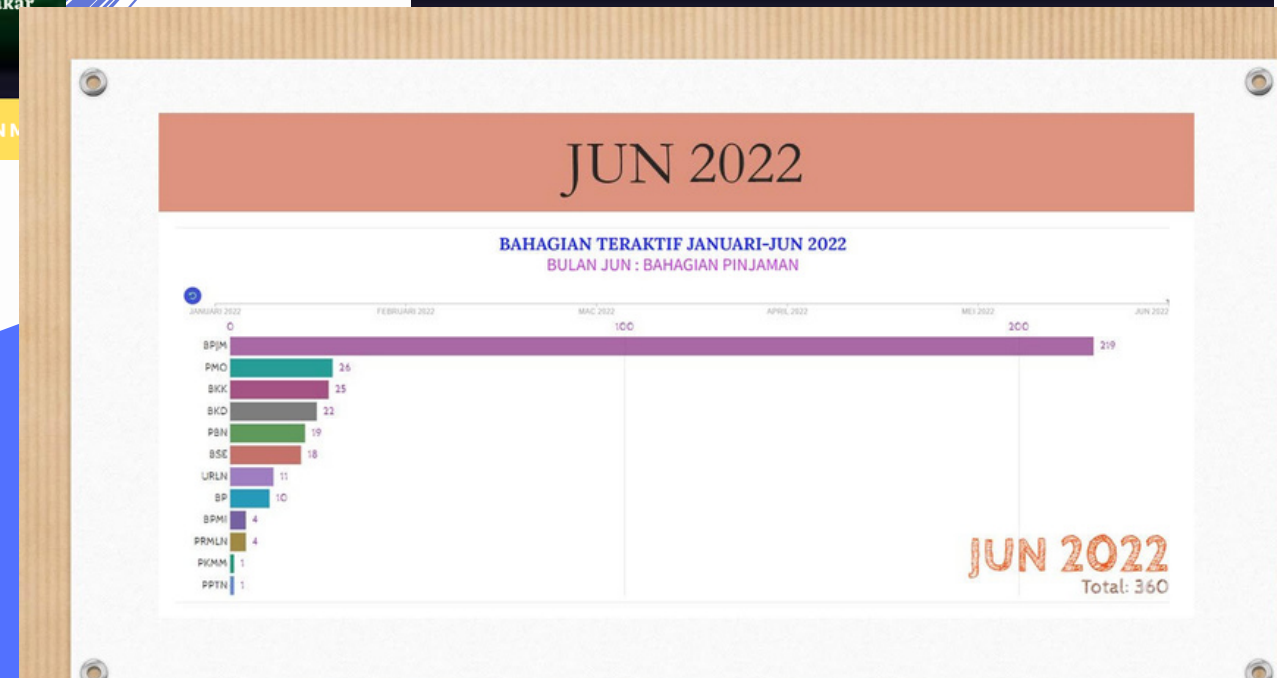 JUN 2022
BAHAGIAN TERAKTIF JANUARI-JUN 2022
BULAN JUN : BAHAGIAN PINJAMAN
JANUARI 2022 FEBRUARI 2022 MAC 2022 APRIL 2022 MEI 2022 JUN 2022
0 100 200
BPJM 219
PMO 26
BKK 25
BKD 22
PBN 19
BSE 18
URLN 11
BP 10
BPMI 4
PRMLN 4
PKMM 1
PPTN 1
JUN 2022
Total: 360